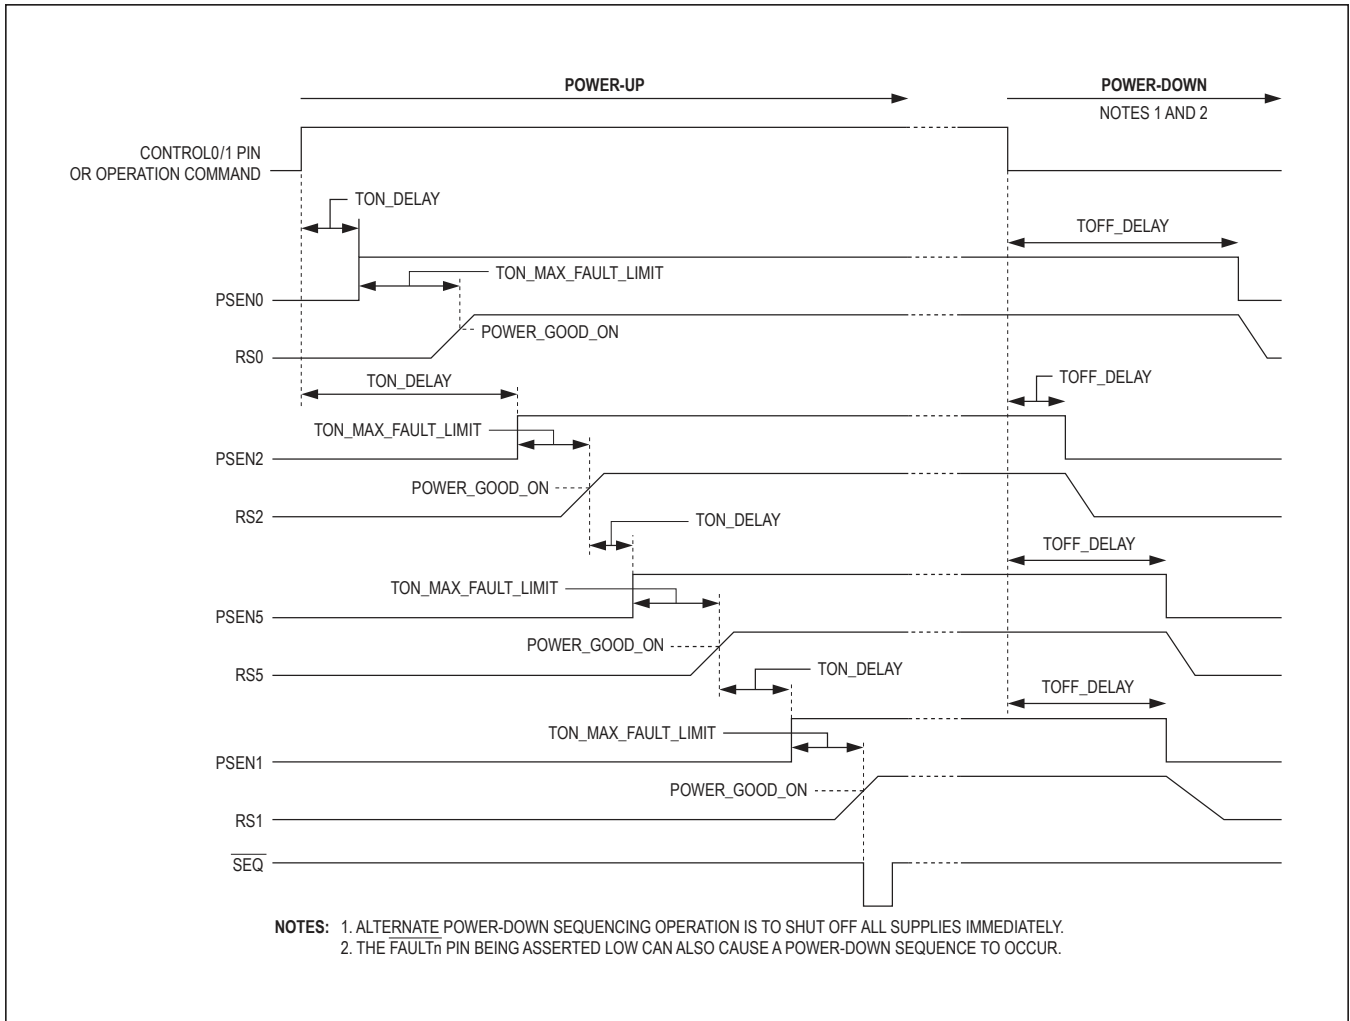 POWER-UP
POWER-DOWN
NOTES 1 AND 2
CONTROL0/1 PIN
OR OPERATION COMMAND
TON_DELAY
TOFF_DELAY
TON_MAX_FAULT_LIMIT
PSEN0
POWER_GOOD_ON
RS0
TON_DELAY
TOFF_DELAY
TON_MAX_FAULT_LIMIT
PSEN2
POWER_GOOD_ON
RS2
TON_DELAY
TOFF_DELAY
TON_MAX_FAULT_LIMIT
PSEN5
POWER_GOOD_ON
RS5
TON_DELAY
TOFF_DELAY
TON_MAX_FAULT_LIMIT
PSEN1
POWER_GOOD_ON
RS1
SEQ
NOTES: 1. ALTERNATE POWER-DOWN SEQUENCING OPERATION IS TO SHUT OFF ALL SUPPLIES IMMEDIATELY.
2. THE FAULTn PIN BEING ASSERTED LOW CAN ALSO CAUSE A POWER-DOWN SEQUENCE TO OCCUR.